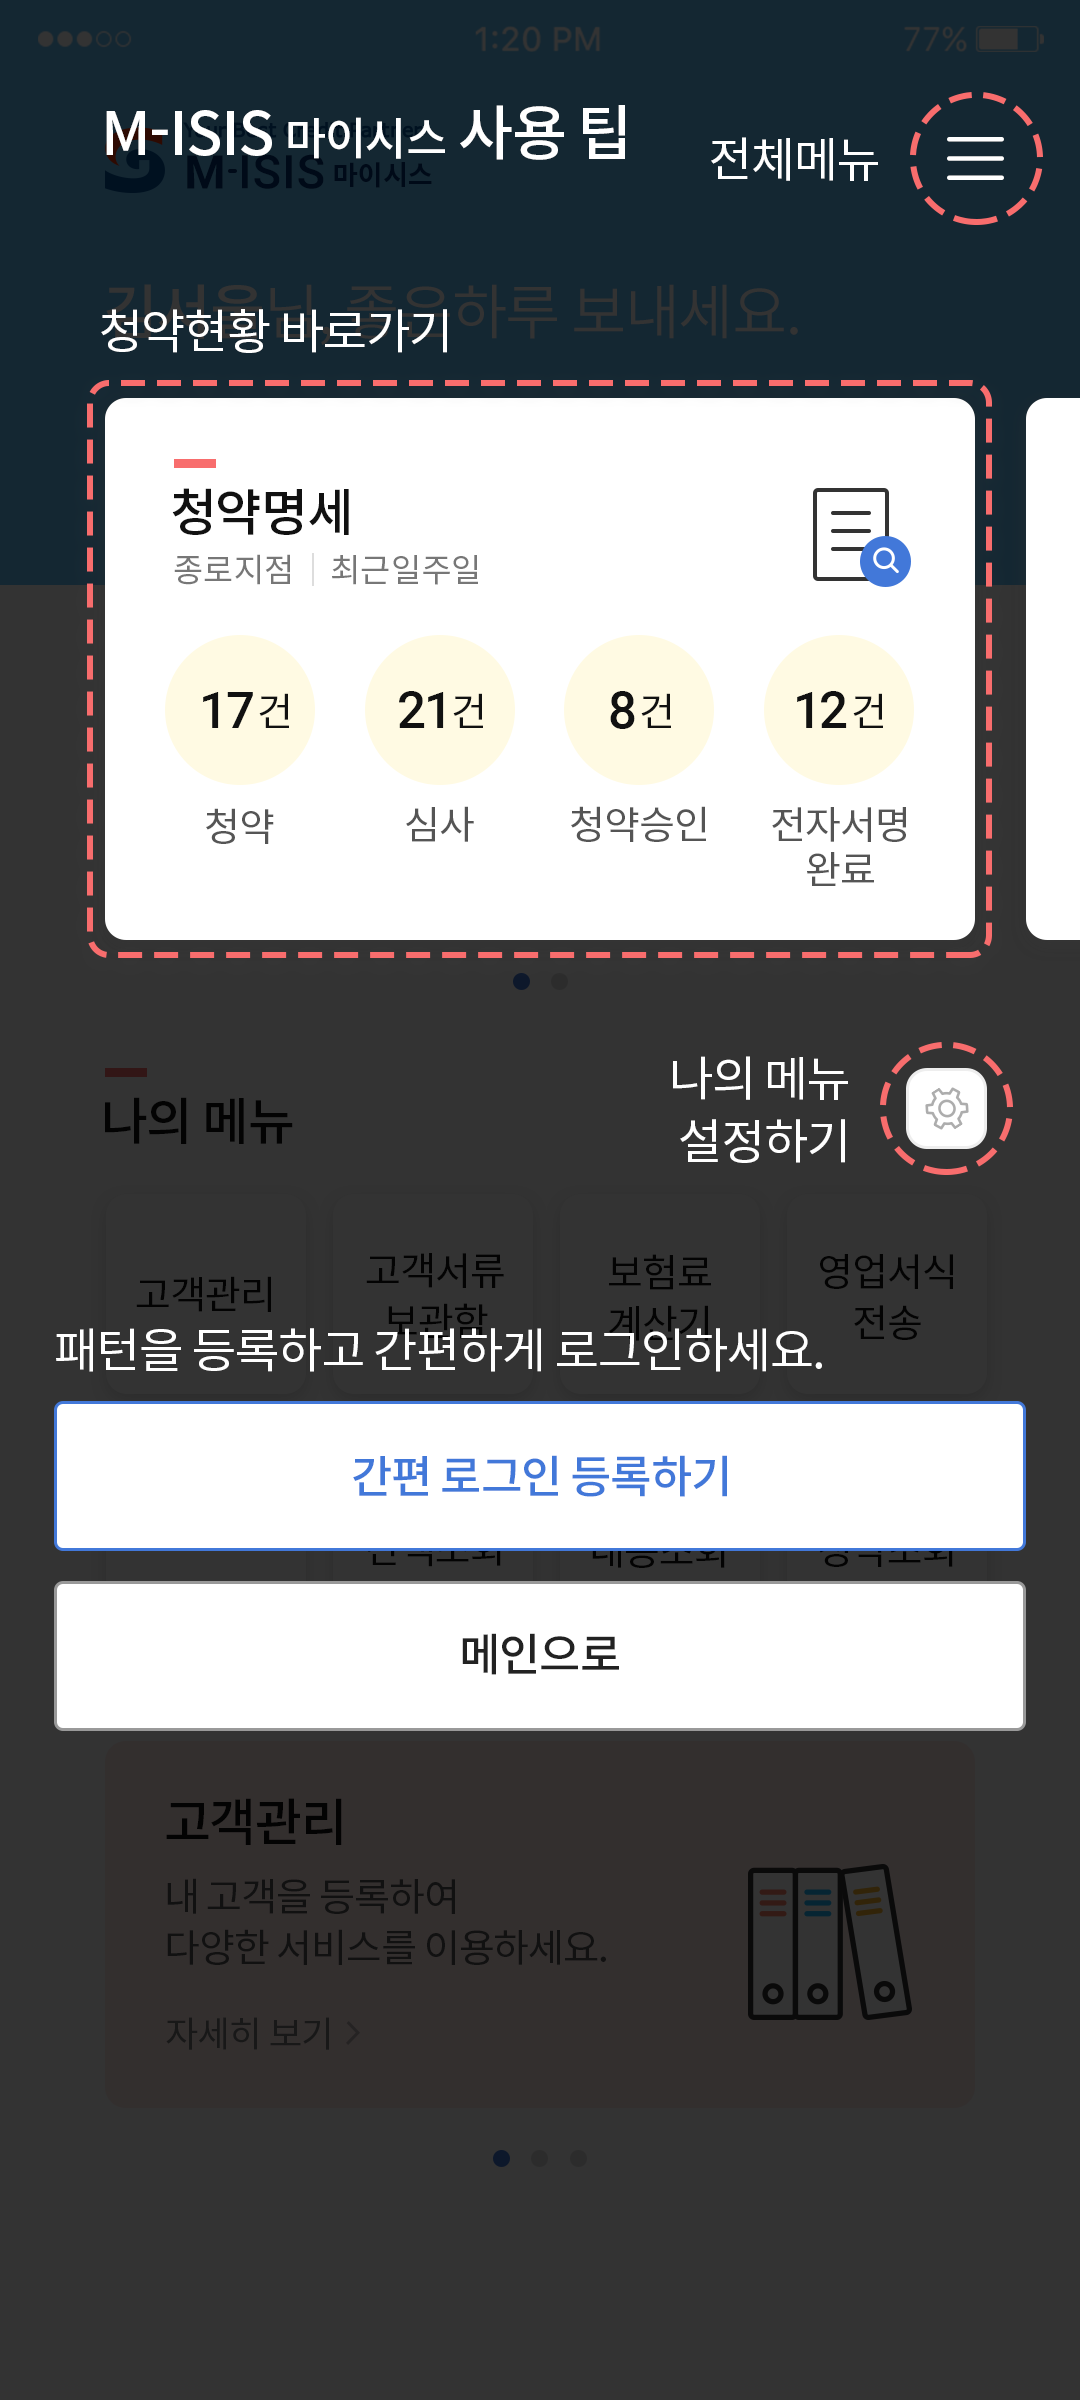 1:20 PM
77%
M-ISIS 마이시스 사용 팁
M-ISIS 마이시스
전체메뉴
김서울님, 좋은하루 보내세요.
청약현황 바로가기
청약명세
종로지점 | 최근일주일
17건 21건 8건 12건
청약 심사 청약승인 전자서명
완료
나의 메뉴
나의 메뉴
설정하기
고객관리 고객서류 보험료 영업서식
보관함 계산기 전송
패턴을 등록하고 간편하게 로그인하세요.
간편 로그인 등록하기
메인으로
고객관리
내 고객을 등록하여
다양한 서비스를 이용하세요.
자세히 보기